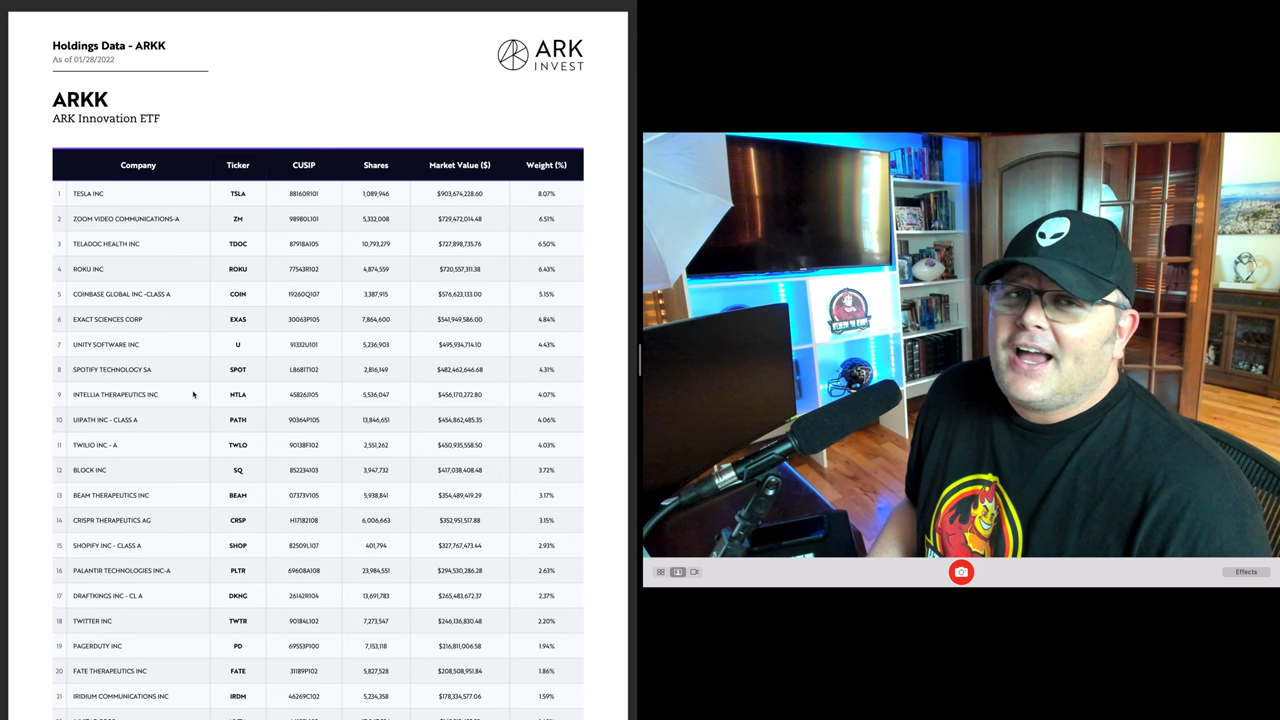 Holdings Data - ARKK
As of 01/28/2022
ARK
INVEST
ARKK
ARK Innovation ETF
Company Ticker CUSIP Shares Market Value ($) Weight (%)
1 TESLA INC TSLA 88160R101 1,089,946 $903,674,228.60 8.07%
2 ZOOM VIDEO COMMUNICATIONS-A ZM 98980L101 5,332,008 $729,472,014.48 6.51%
3 TELADOC HEALTH INC TDOC 87918A105 10,793,279 $727,898,735.76 6.50%
4 ROKU INC ROKU 77543R102 4,874,559 $720,557,311.38 6.43%
5 COINBASE GLOBAL INC -CLASS A COIN 19260Q107 3,387,915 $576,623,133.00 5.15%
6 EXACT SCIENCES CORP EXAS 30063P105 7,864,600 $541,949,586.00 4.84%
7 UNITY SOFTWARE INC U 91332U101 5,236,903 $495,934,714.10 4.43%
8 SPOTIFY TECHNOLOGY SA SPOT L8681T102 2,816,149 $482,462,646.68 4.31%
9 INTELLIA THERAPEUTICS INC NTLA 45826J105 5,536,047 $456,170,272.80 4.07%
10 UIPATH INC - CLASS A PATH 90364P105 13,846,651 $454,862,485.35 4.06%
11 TWILIO INC - A TWLO 90138F102 2,551,262 $450,935,558.50 4.03%
12 BLOCK INC SQ 852234103 3,947,732 $417,038,408.48 3.72%
13 BEAM THERAPEUTICS INC BEAM 07373V105 5,938,841 $354,489,419.29 3.17%
14 CRISPR THERAPEUTICS AG CRSP H17182108 6,006,663 $352,951,517.88 3.15%
15 SHOPIFY INC - CLASS A SHOP 82509L107 401,794 $327,767,473.44 2.93%
16 PALANTIR TECHNOLOGIES INC-A PLTR 69608A108 23,984,551 $294,530,286.28 2.63%
17 DRAFTKINGS INC - CL A DKNG 26142R104 13,691,783 $265,483,672.37 2.37%
18 TWITTER INC TWTR 90184L102 7,273,547 $246,136,830.48 2.20%
19 PAGERDUTY INC PD 69553P100 7,153,118 $216,811,006.58 1.94%
20 FATE THERAPEUTICS INC FATE 31189P102 5,827,528 $208,508,951.84 1.86%
21 IRIDIUM COMMUNICATIONS INC IRDM 46269C102 5,234,358 $178,334,577.06 1.59%
Effects